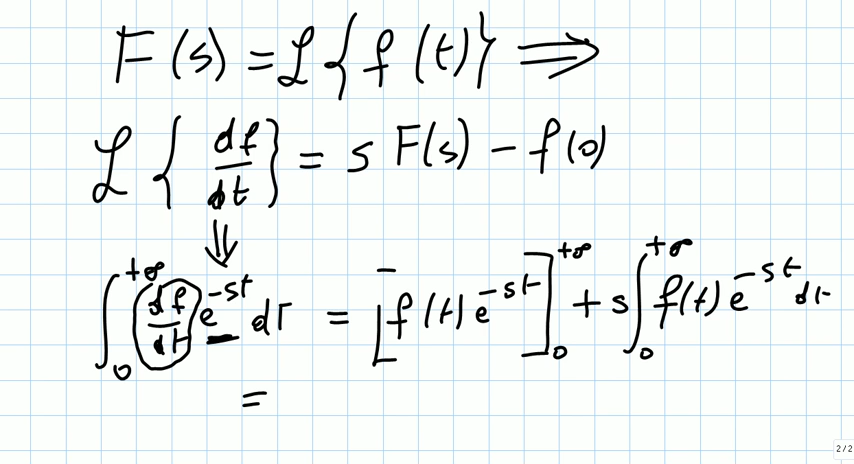 F(s) = ℒ{f(t)} ⟹
ℒ{df/dt} = s F(s) − f(0)
⇓
∫₀^{+∞} (df/dt) e^{−st} dt = [f(t) e^{−st}]₀^{+∞} + s ∫₀^{+∞} f(t) e^{−st} dt
=
2/2